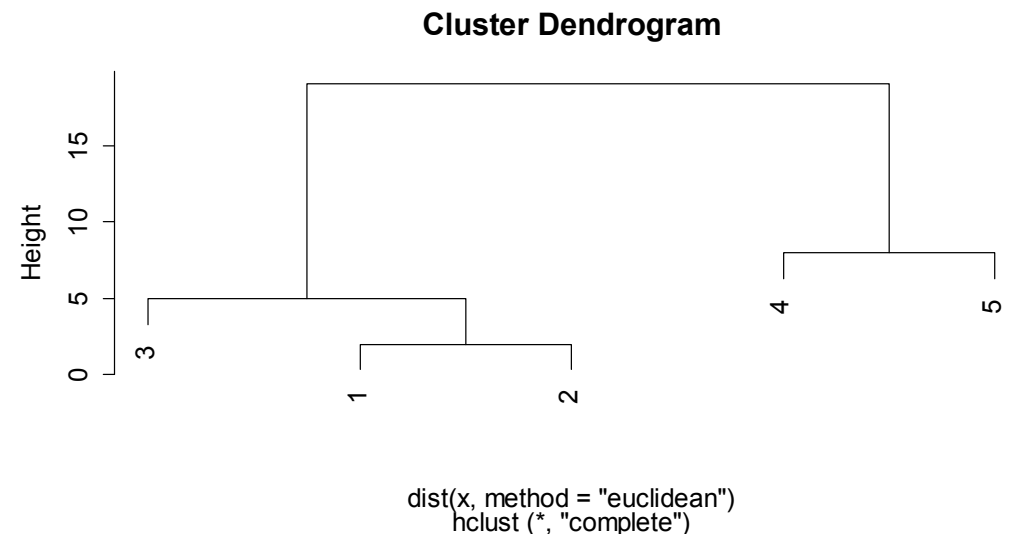 Cluster Dendrogram
Height
15
10
5
0
3
1
2
4
5
dist(x, method = "euclidean")
hclust (*, "complete")